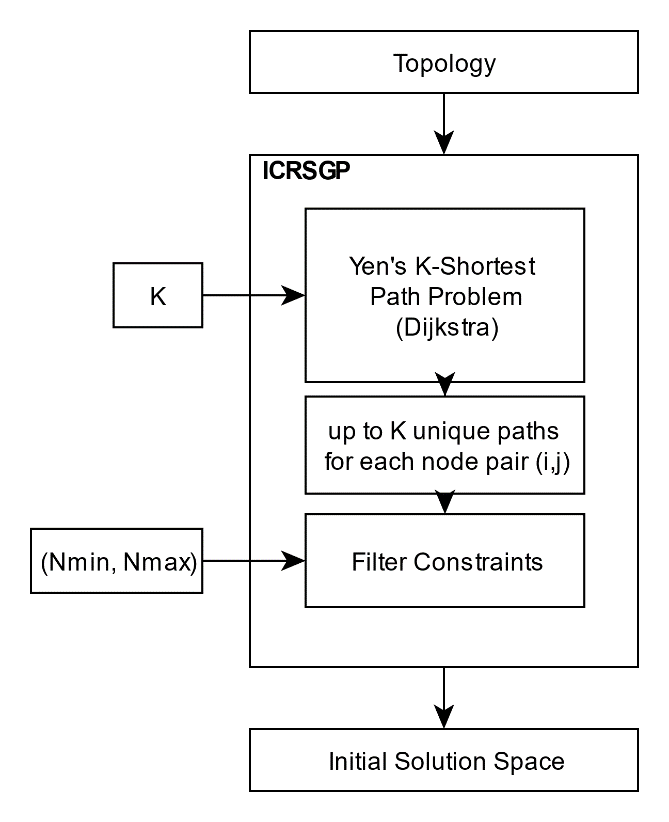 Topology
ICRSGP
Yen's K-Shortest
Path Problem
(Dijkstra)
K
up to K unique paths
for each node pair (i,j)
(Nmin, Nmax)
Filter Constraints
Initial Solution Space